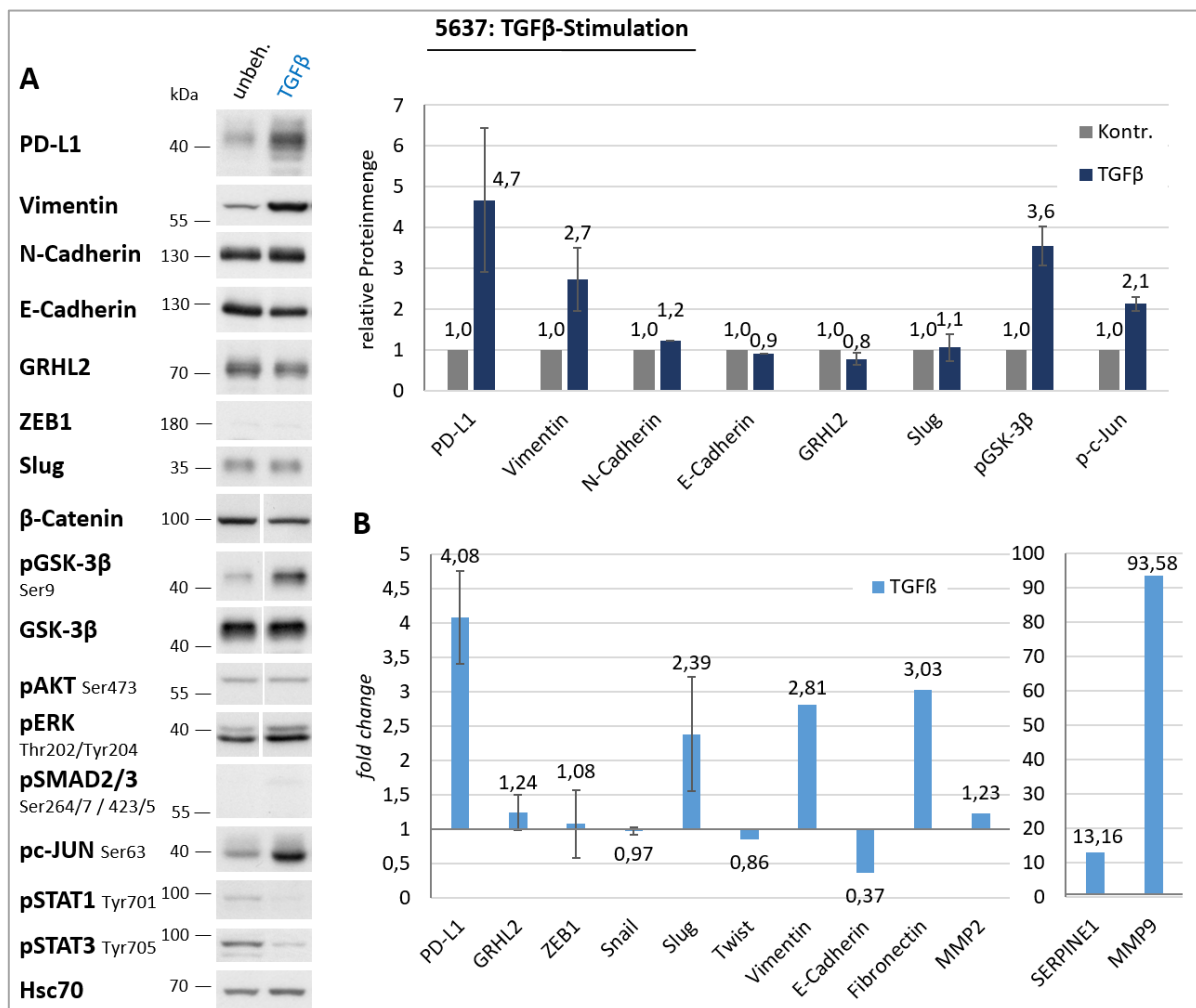 5637: TGFβ-Stimulation
A
unbeh.
TGFβ
kDa
PD-L1
40
Vimentin
55
N-Cadherin
130
E-Cadherin
130
GRHL2
70
ZEB1
180
Slug
35
β-Catenin
100
pGSK-3β
Ser9
40
GSK-3β
40
pAKT Ser473
55
pERK
Thr202/Tyr204
40
pSMAD2/3
Ser264/7 / 423/5
55
pc-JUN Ser63
40
pSTAT1 Tyr701
100
pSTAT3 Tyr705
100
Hsc70
70
relative Proteinmenge
7
6
5
4
3
2
1
0
Kontr.
TGFβ
1,0
4,7
1,0
2,7
1,0
1,2
1,0
0,9
1,0
0,8
1,0
1,1
1,0
3,6
1,0
2,1
PD-L1
Vimentin
N-Cadherin
E-Cadherin
GRHL2
Slug
pGSK-3β
p-c-Jun
B
fold change
5
4,5
4
3,5
3
2,5
2
1,5
1
0,5
0
TGFß
4,08
1,24
1,08
0,97
2,39
0,86
2,81
0,37
3,03
1,23
PD-L1
GRHL2
ZEB1
Snail
Slug
Twist
Vimentin
E-Cadherin
Fibronectin
MMP2
100
90
80
70
60
50
40
30
20
10
0
13,16
93,58
SERPINE1
MMP9